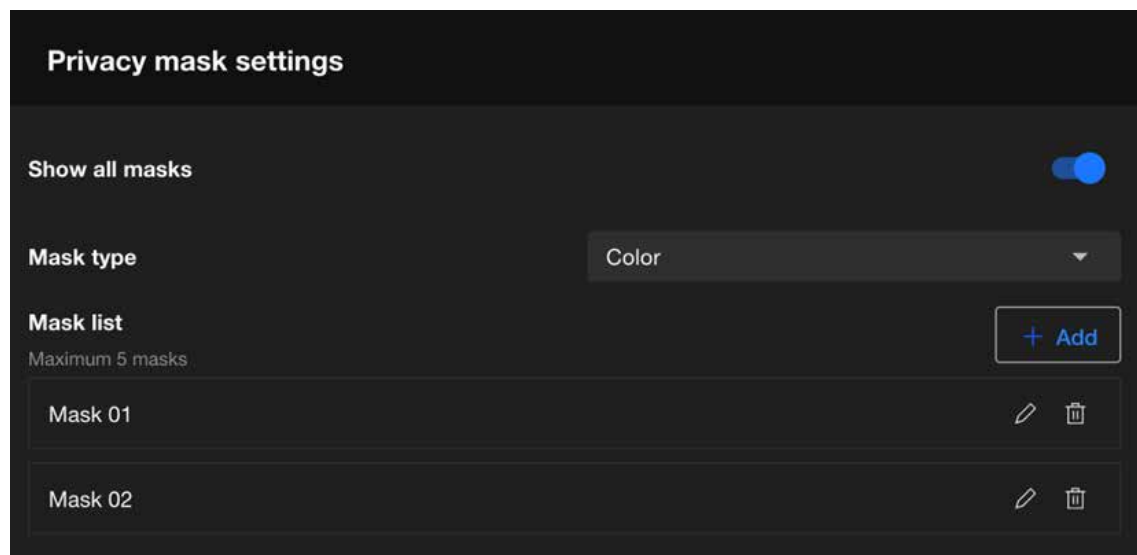 Privacy mask settings
Show all masks
Mask type
Color
Mask list
+ Add
Maximum 5 masks
Mask 01
Mask 02